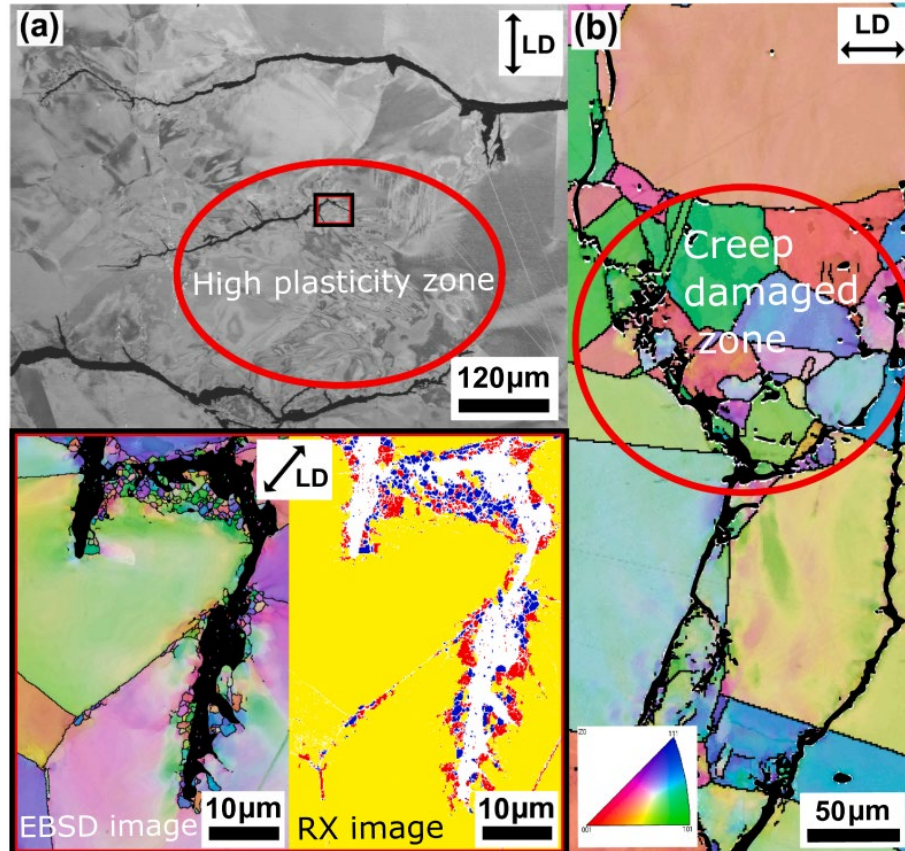 (a)
LD
High plasticity zone
120μm
LD
EBSD image
10μm
RX image
10μm
(b)
LD
Creep
damaged
zone
111
001
101
50μm